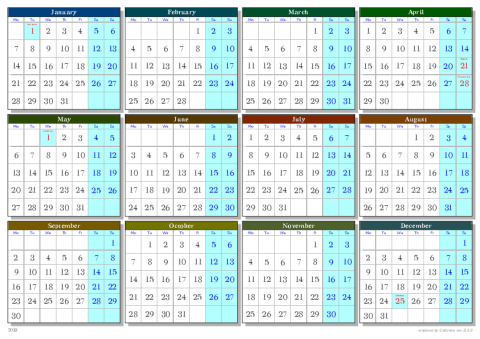 January
Mo Tu We Th Fr Sa Su
1 2 3 4 5 6
7 8 9 10 11 12 13
14 15 16 17 18 19 20
21 22 23 24 25 26 27
28 29 30 31
February
Mo Tu We Th Fr Sa Su
1 2 3
4 5 6 7 8 9 10
11 12 13 14 15 16 17
18 19 20 21 22 23 24
25 26 27 28
March
Mo Tu We Th Fr Sa Su
1 2 3
4 5 6 7 8 9 10
11 12 13 14 15 16 17
18 19 20 21 22 23 24
25 26 27 28 29 30 31
April
Mo Tu We Th Fr Sa Su
1 2 3 4 5 6 7
8 9 10 11 12 13 14
15 16 17 18 19 20 21
22 23 24 25 26 27 28
29 30
May
Mo Tu We Th Fr Sa Su
1 2 3 4 5
6 7 8 9 10 11 12
13 14 15 16 17 18 19
20 21 22 23 24 25 26
27 28 29 30 31
June
Mo Tu We Th Fr Sa Su
1 2
3 4 5 6 7 8 9
10 11 12 13 14 15 16
17 18 19 20 21 22 23
24 25 26 27 28 29 30
July
Mo Tu We Th Fr Sa Su
1 2 3 4 5 6 7
8 9 10 11 12 13 14
15 16 17 18 19 20 21
22 23 24 25 26 27 28
29 30 31
August
Mo Tu We Th Fr Sa Su
1 2 3 4
5 6 7 8 9 10 11
12 13 14 15 16 17 18
19 20 21 22 23 24 25
26 27 28 29 30 31
September
Mo Tu We Th Fr Sa Su
1
2 3 4 5 6 7 8
9 10 11 12 13 14 15
16 17 18 19 20 21 22
23 24 25 26 27 28 29
30
October
Mo Tu We Th Fr Sa Su
1 2 3 4 5 6
7 8 9 10 11 12 13
14 15 16 17 18 19 20
21 22 23 24 25 26 27
28 29 30 31
November
Mo Tu We Th Fr Sa Su
1 2 3
4 5 6 7 8 9 10
11 12 13 14 15 16 17
18 19 20 21 22 23 24
25 26 27 28 29 30
December
Mo Tu We Th Fr Sa Su
1
2 3 4 5 6 7 8
9 10 11 12 13 14 15
16 17 18 19 20 21 22
23 24 25 26 27 28 29
30 31
2019